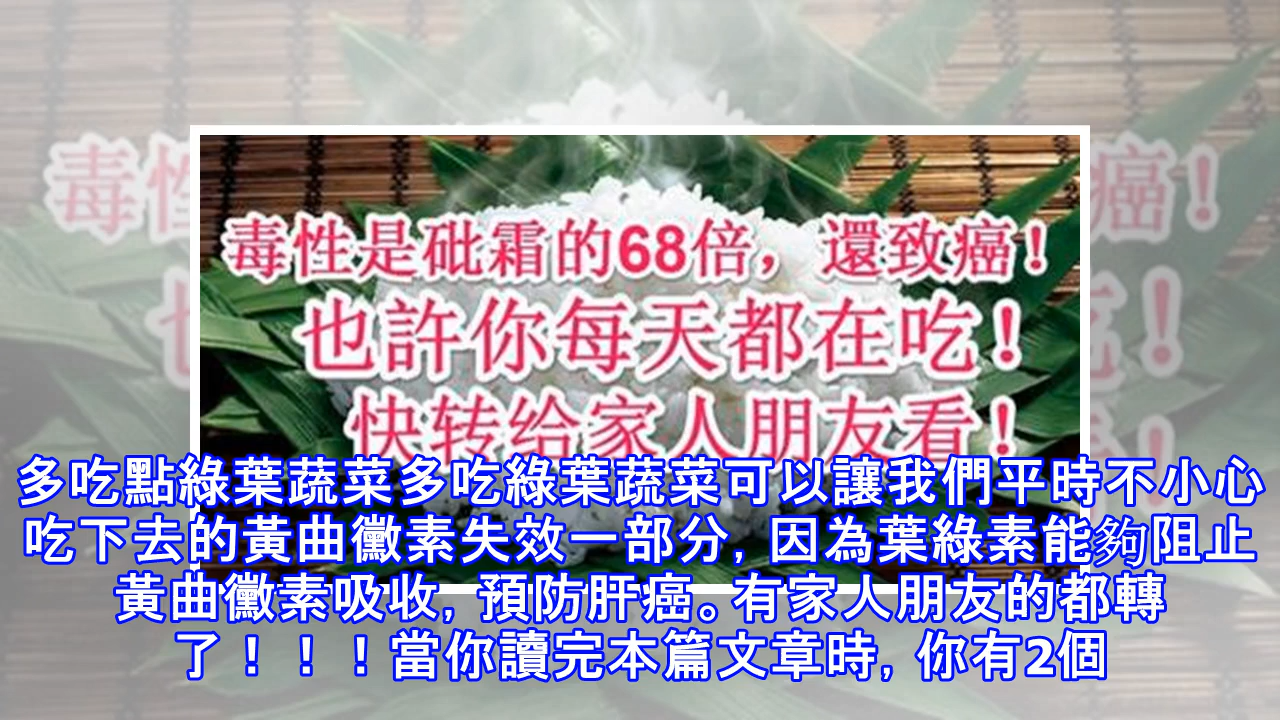 毒性是砒霜的68倍，還致癌！
也許你每天都在吃！
快转给家人朋友看！
多吃點綠葉蔬菜多吃綠葉蔬菜可以讓我們平時不小心
吃下去的黃曲黴素失效一部分，因為葉綠素能夠阻止
黃曲黴素吸收，預防肝癌。有家人朋友的都轉
了！！！當你讀完本篇文章時，你有2個